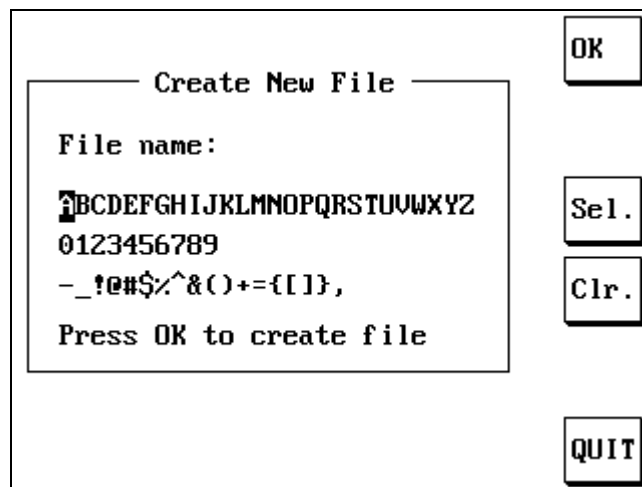 OK
Create New File
File name:
ABCDEFGHIJKLMNOPQRSTUVWXYZ
Sel.
0123456789
-_!@#$%^&()+={[]},
Clr.
Press OK to create file
QUIT